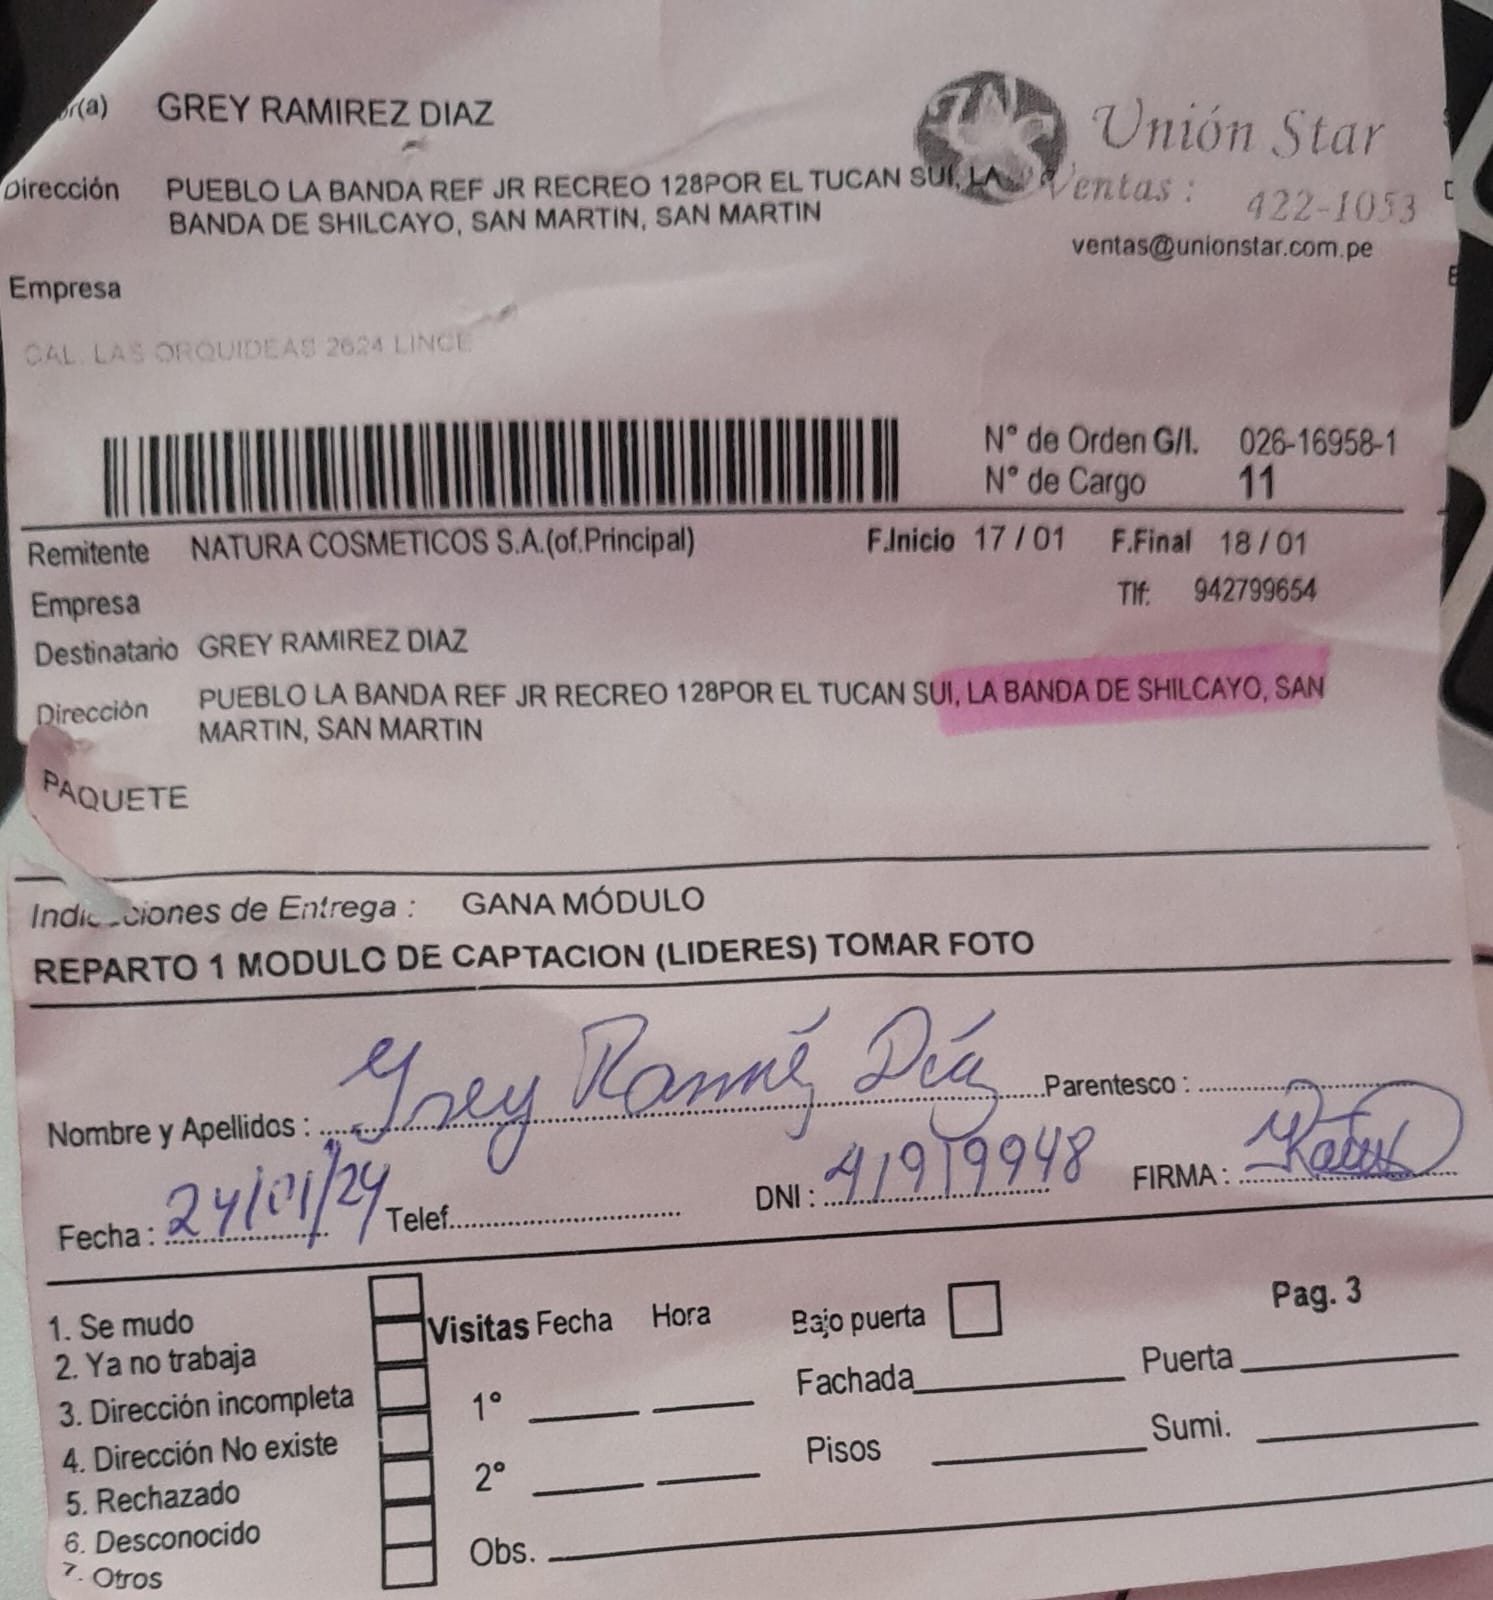 r(a) GREY RAMIREZ DIAZ
Unión Star
Dirección PUEBLO LA BANDA REF JR RECREO 128POR EL TUCAN SUI, LA
BANDA DE SHILCAYO, SAN MARTIN, SAN MARTIN
Ventas : 422-1053
ventas@unionstar.com.pe
Empresa
CAL. LAS ORQUIDEAS 2624 LINCE
N° de Orden G/I. 026-16958-1
N° de Cargo 11
Remitente NATURA COSMETICOS S.A.(of.Principal) F.Inicio 17 / 01 F.Final 18 / 01
Empresa Tlf: 942799654
Destinatario GREY RAMIREZ DIAZ
Dirección PUEBLO LA BANDA REF JR RECREO 128POR EL TUCAN SUI, LA BANDA DE SHILCAYO, SAN
MARTIN, SAN MARTIN
PAQUETE
Indicaciones de Entrega : GANA MÓDULO
REPARTO 1 MODULO DE CAPTACION (LIDERES) TOMAR FOTO
Nombre y Apellidos : Grey Ramírez Díaz Parentesco :
Fecha : 24/01/24 Telef. DNI : 41919948 FIRMA :
1. Se mudo
2. Ya no trabaja
3. Dirección incompleta
4. Dirección No existe
5. Rechazado
6. Desconocido
7. Otros
Visitas Fecha Hora
1°
2°
Obs.
Bajo puerta
Fachada
Pisos
Pag. 3
Puerta
Sumi.